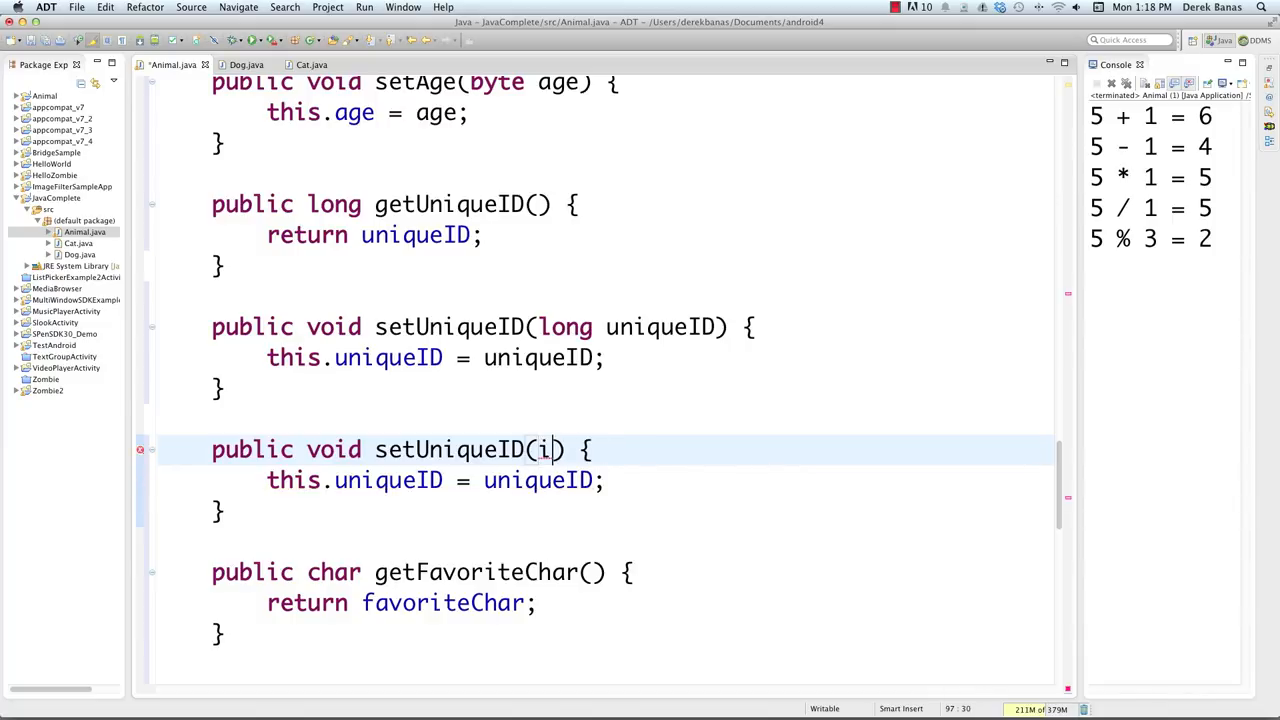 ADT File Edit Refactor Source Navigate Search Project Run Window Help 10 Mon 1:18 PM Derek Banas
Java - JavaComplete/src/Animal.java - ADT - /Users/derekbanas/Documents/android4
Quick Access Java DDMS
Package Exp
*Animal.java Dog.java Cat.java
Console
<terminated> Animal (1) [Java Application] /S
Animal
appcompat_v7
appcompat_v7_2
appcompat_v7_3
appcompat_v7_4
BridgeSample
HelloWorld
HelloZombie
ImageFilterSampleApp
JavaComplete
src
(default package)
Animal.java
Cat.java
Dog.java
JRE System Library [Ja
ListPickerExample2Activi
MediaBrowser
MultiWindowSDKExample
MusicPlayerActivity
SlookActivity
SPenSDK30_Demo
TestAndroid
TextGroupActivity
VideoPlayerActivity
Zombie
Zombie2
public void setAge(byte age) {
this.age = age;
}
public long getUniqueID() {
return uniqueID;
}
public void setUniqueID(long uniqueID) {
this.uniqueID = uniqueID;
}
public void setUniqueID(i) {
this.uniqueID = uniqueID;
}
public char getFavoriteChar() {
return favoriteChar;
}
5 + 1 = 6
5 - 1 = 4
5 * 1 = 5
5 / 1 = 5
5 % 3 = 2
Writable Smart Insert 97 : 30 211M of 379M